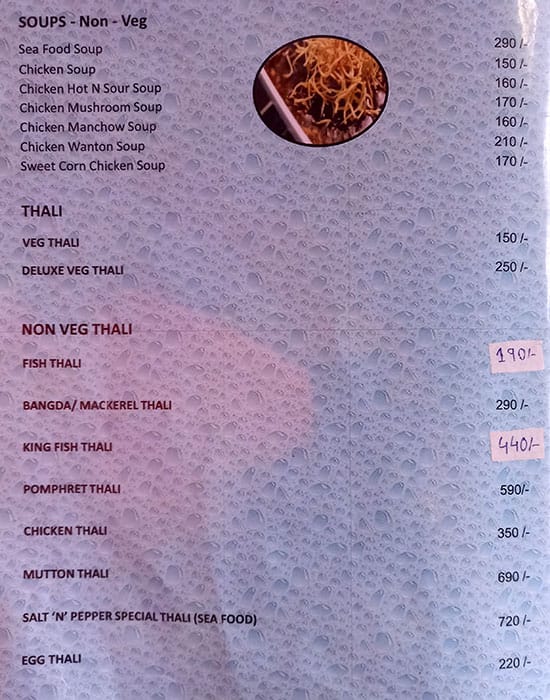 SOUPS - Non - Veg
Sea Food Soup 290 /-
Chicken Soup 150 /-
Chicken Hot N Sour Soup 160 /-
Chicken Mushroom Soup 170 /-
Chicken Manchow Soup 160 /-
Chicken Wanton Soup 210 /-
Sweet Corn Chicken Soup 170 /-
THALI
VEG THALI 150 /-
DELUXE VEG THALI 250 /-
NON VEG THALI
FISH THALI 190/-
BANGDA/ MACKEREL THALI 290 /-
KING FISH THALI 440/-
POMPHRET THALI 590/-
CHICKEN THALI 350 /-
MUTTON THALI 690 /-
SALT 'N' PEPPER SPECIAL THALI (SEA FOOD) 720 /-
EGG THALI 220 /-